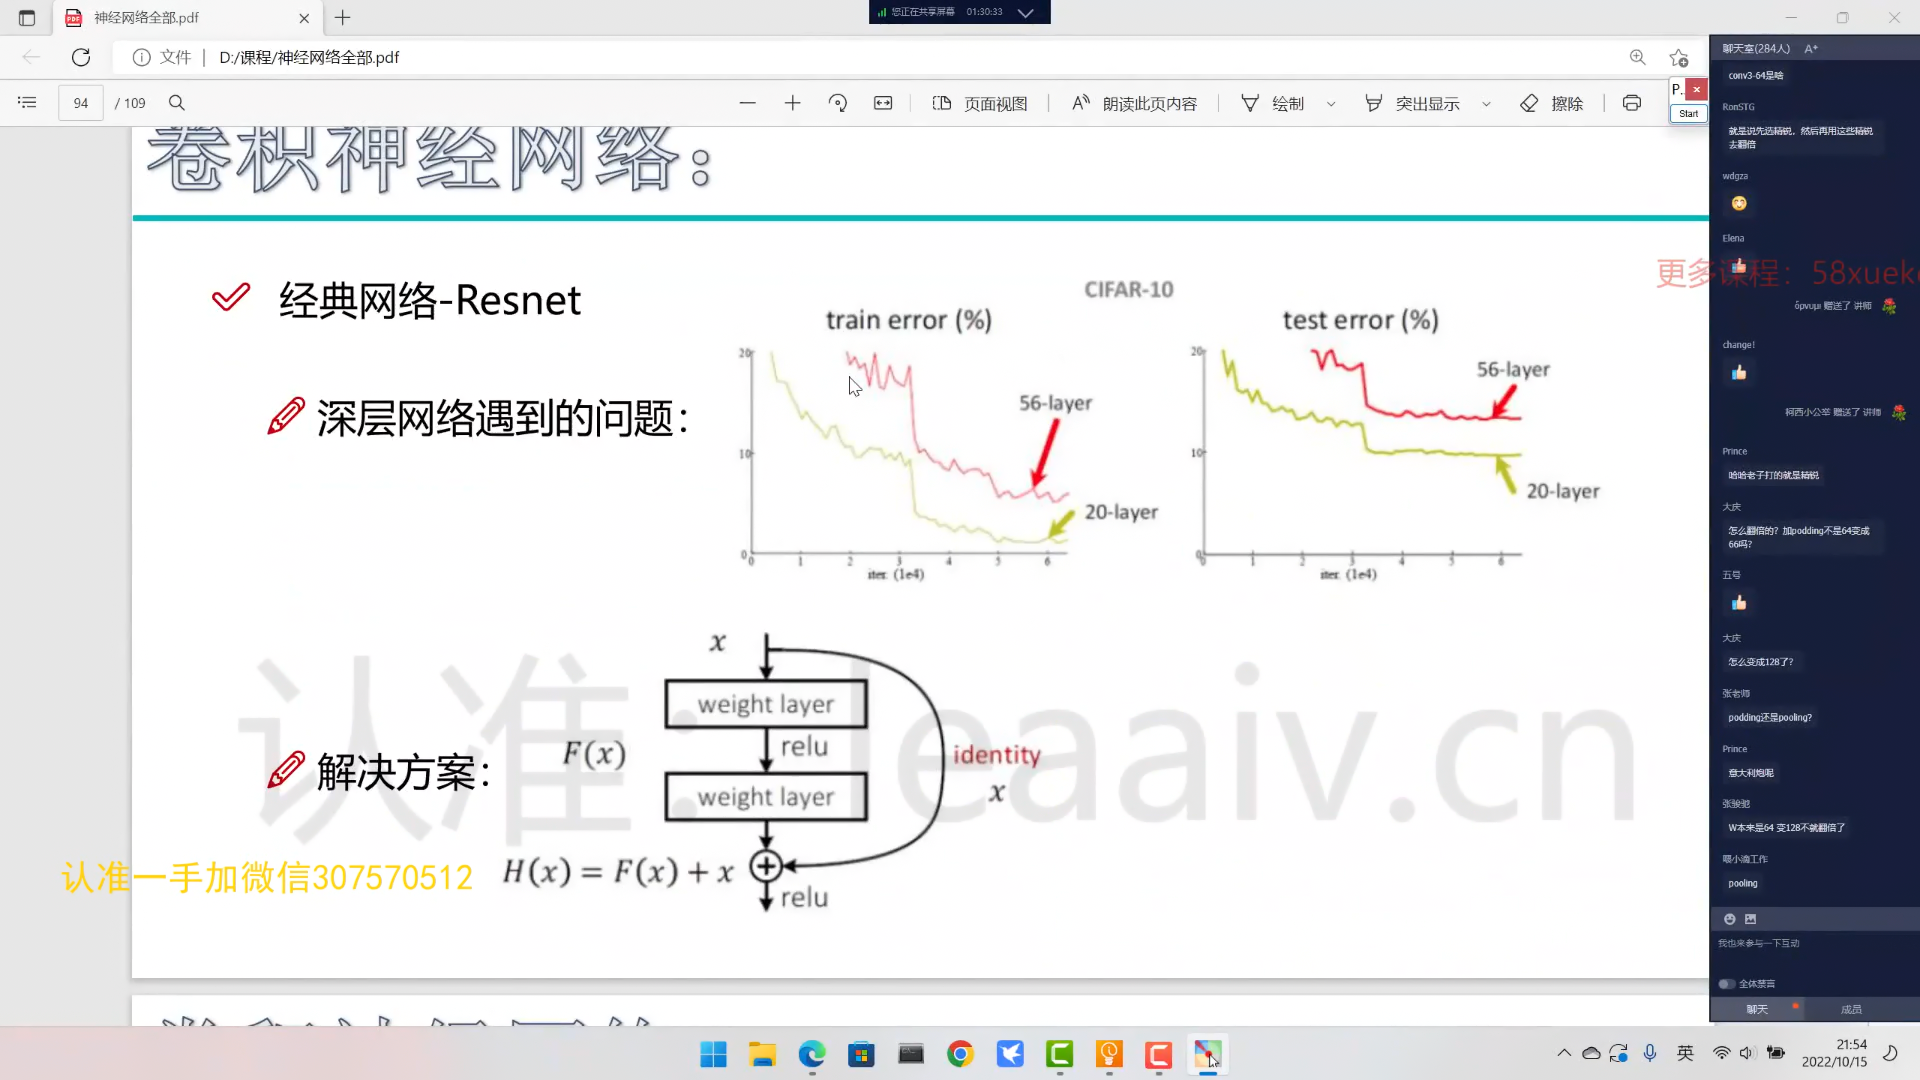 神经网络全部.pdf
您正在共享屏幕 01:30:33
文件 D:/课程/神经网络全部.pdf
94 / 109
页面视图 朗读此页内容 绘制 突出显示 擦除
P..
Start
卷积神经网络：
经典网络-Resnet
深层网络遇到的问题：
CIFAR-10
train error (%)
20
10
0
0 1 2 3 4 5 6
iter. (1e4)
56-layer
20-layer
test error (%)
20
10
0
0 1 2 3 4 5 6
iter. (1e4)
56-layer
20-layer
解决方案：
x
weight layer
relu
F(x)
weight layer
identity
x
H(x) = F(x) + x
relu
认准：leaaiv.cn
认准一手加微信307570512
更多课程：58xueke
聊天室(284人) A+
conv3-64是啥
RonSTG
就是说先选精锐，然后再用这些精锐
去翻倍
wdgza
Elena
赠送了 讲师
change!
柯西小公举 赠送了 讲师
Prince
哈哈老子打的就是精锐
大庆
怎么翻倍的？加podding不是64变成
66吗？
五号
大庆
怎么变成128了？
张老师
podding还是pooling?
Prince
意大利炮呢
张骏驰
W本来是64 变128不就翻倍了
喂小滴工作
pooling
我也来参与一下互动
全体禁言
聊天 成员
英
21:54
2022/10/15